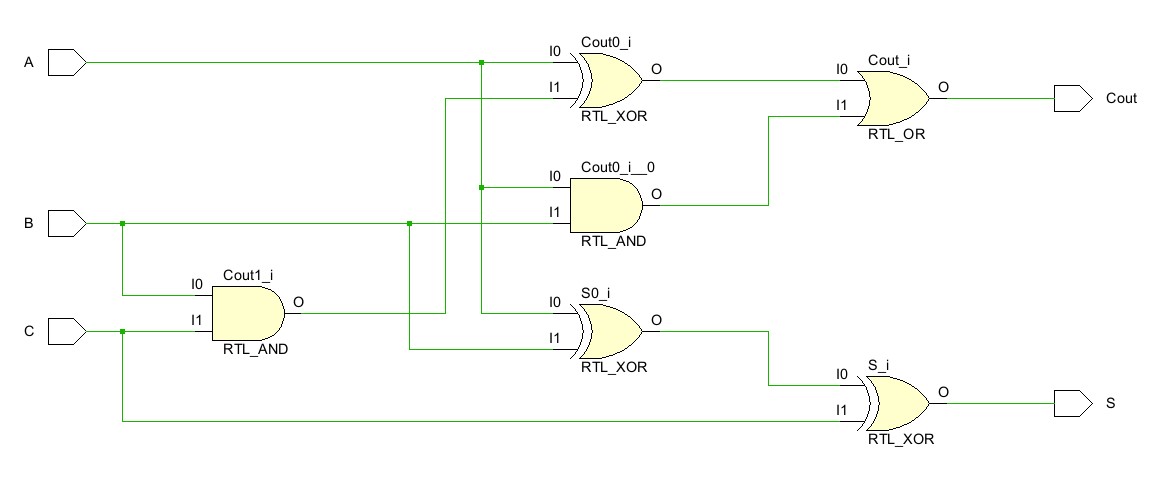 A
I0
I1
Cout0_i
O
RTL_XOR
I0
I1
Cout_i
O
RTL_OR
Cout
I0
I1
Cout0_i__0
O
RTL_AND
B
I0
I1
Cout1_i
O
RTL_AND
C
I0
I1
S0_i
O
RTL_XOR
I0
I1
S_i
O
RTL_XOR
S